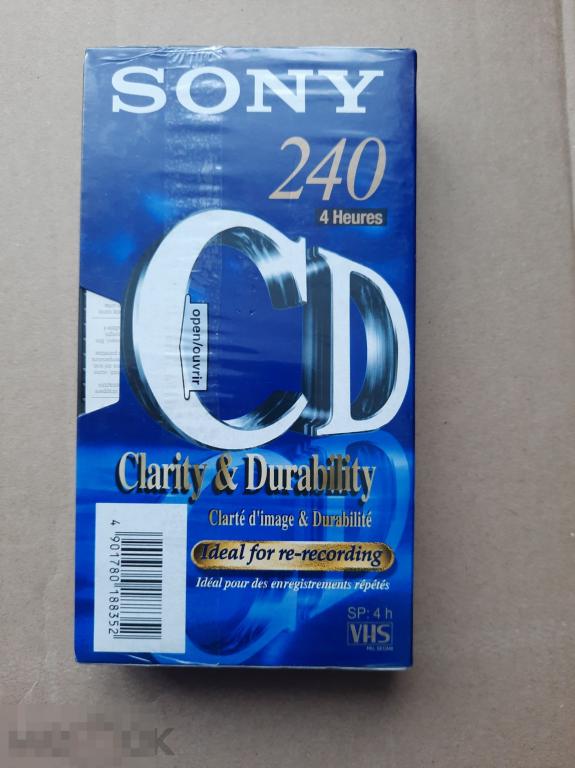 SONY
240
4 Heures
CD
open/ouvrir
Clarity & Durability
Clarté d'image & Durabilité
Ideal for re-recording
Idéal pour des enregistrements répétés
4 901780 188352
SP: 4 h
VHS